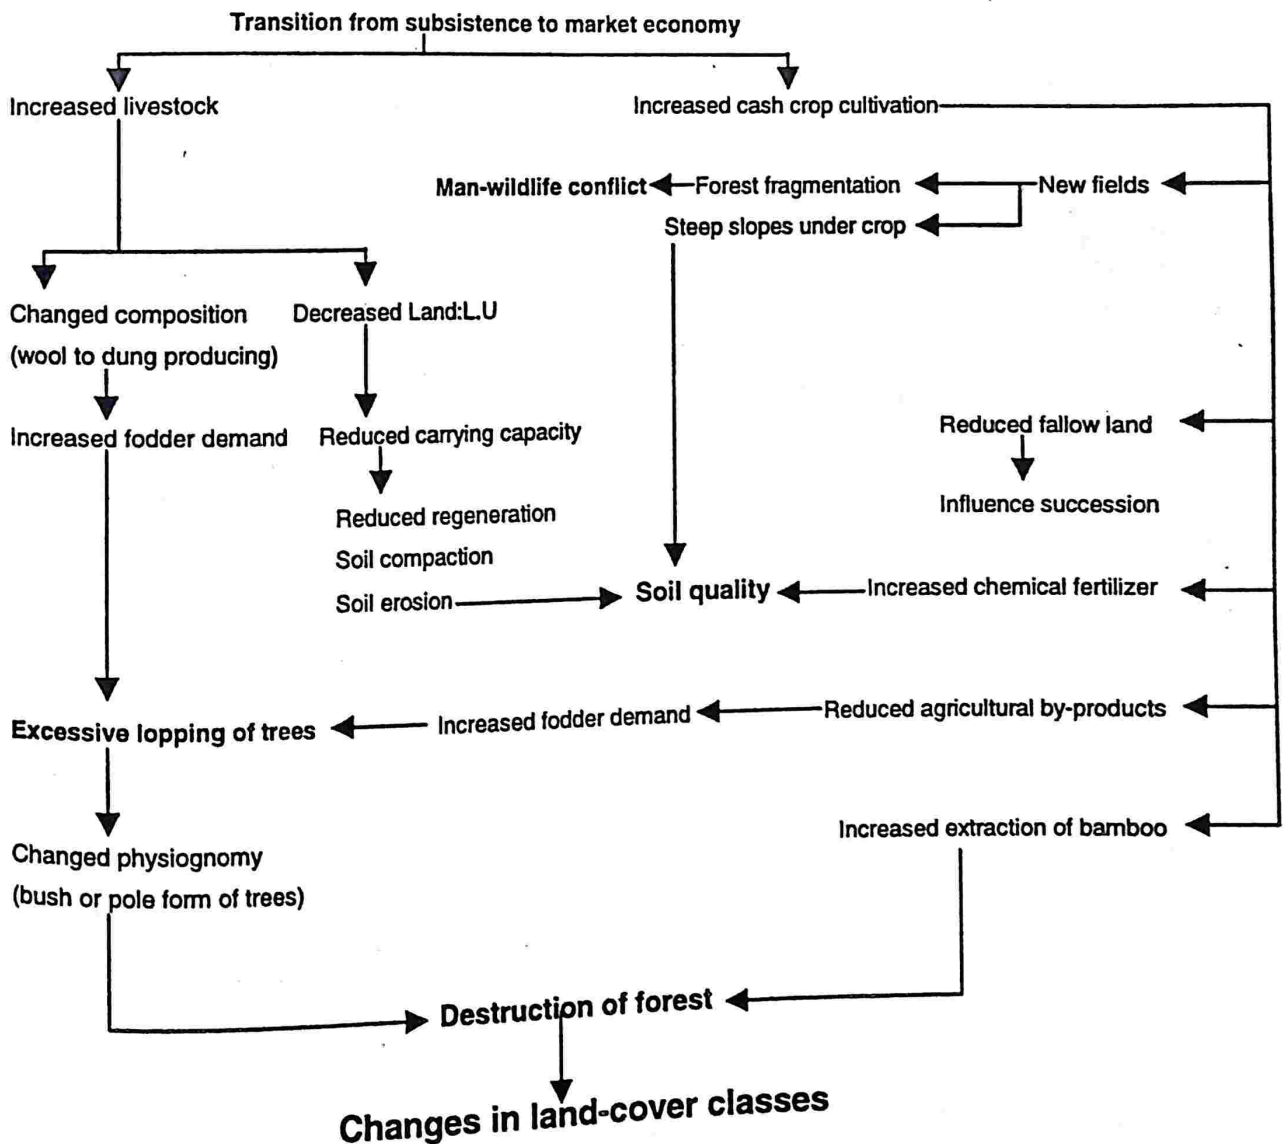 Transition from subsistence to market economy
Increased livestock
Increased cash crop cultivation
Man-wildlife conflict
Forest fragmentation
New fields
Steep slopes under crop
Changed composition
(wool to dung producing)
Decreased Land:L.U
Increased fodder demand
Reduced carrying capacity
Reduced fallow land
Reduced regeneration
Soil compaction
Soil erosion
Influence succession
Soil quality
Increased chemical fertilizer
Excessive lopping of trees
Increased fodder demand
Reduced agricultural by-products
Changed physiognomy
(bush or pole form of trees)
Increased extraction of bamboo
Destruction of forest
Changes in land-cover classes